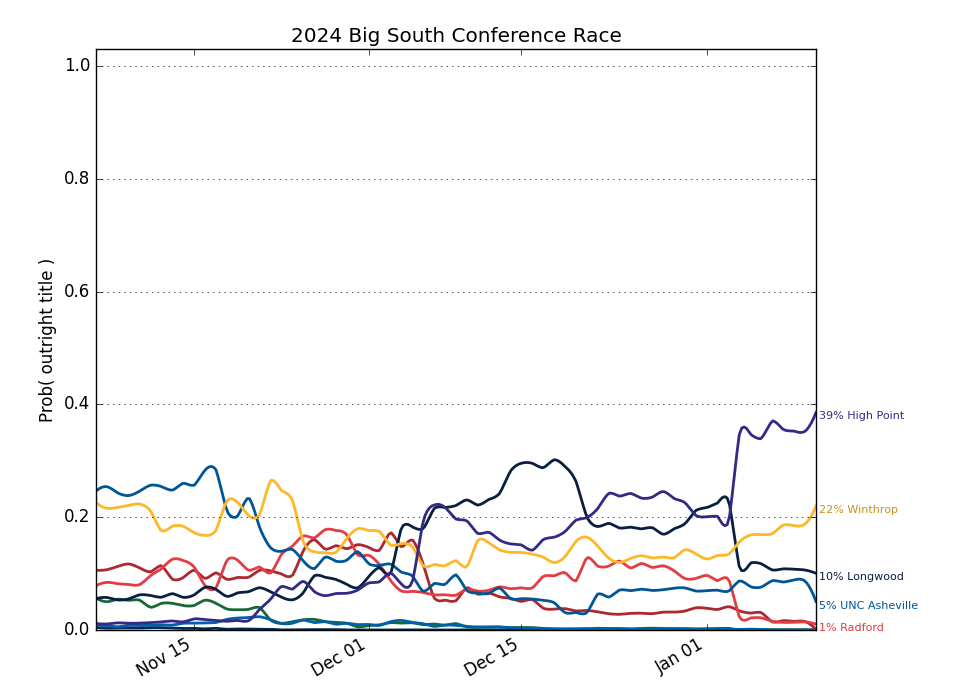 2024 Big South Conference Race
Prob( outright title )
1.0
0.8
0.6
0.4
0.2
0.0
39% High Point
22% Winthrop
10% Longwood
5% UNC Asheville
1% Radford
Nov 15
Dec 01
Dec 15
Jan 01